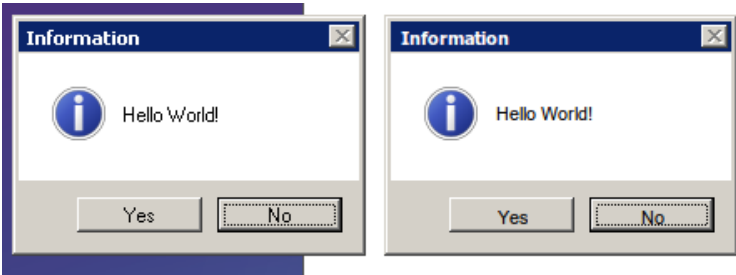 Information
Hello World!
Yes No
Information
Hello World!
Yes No